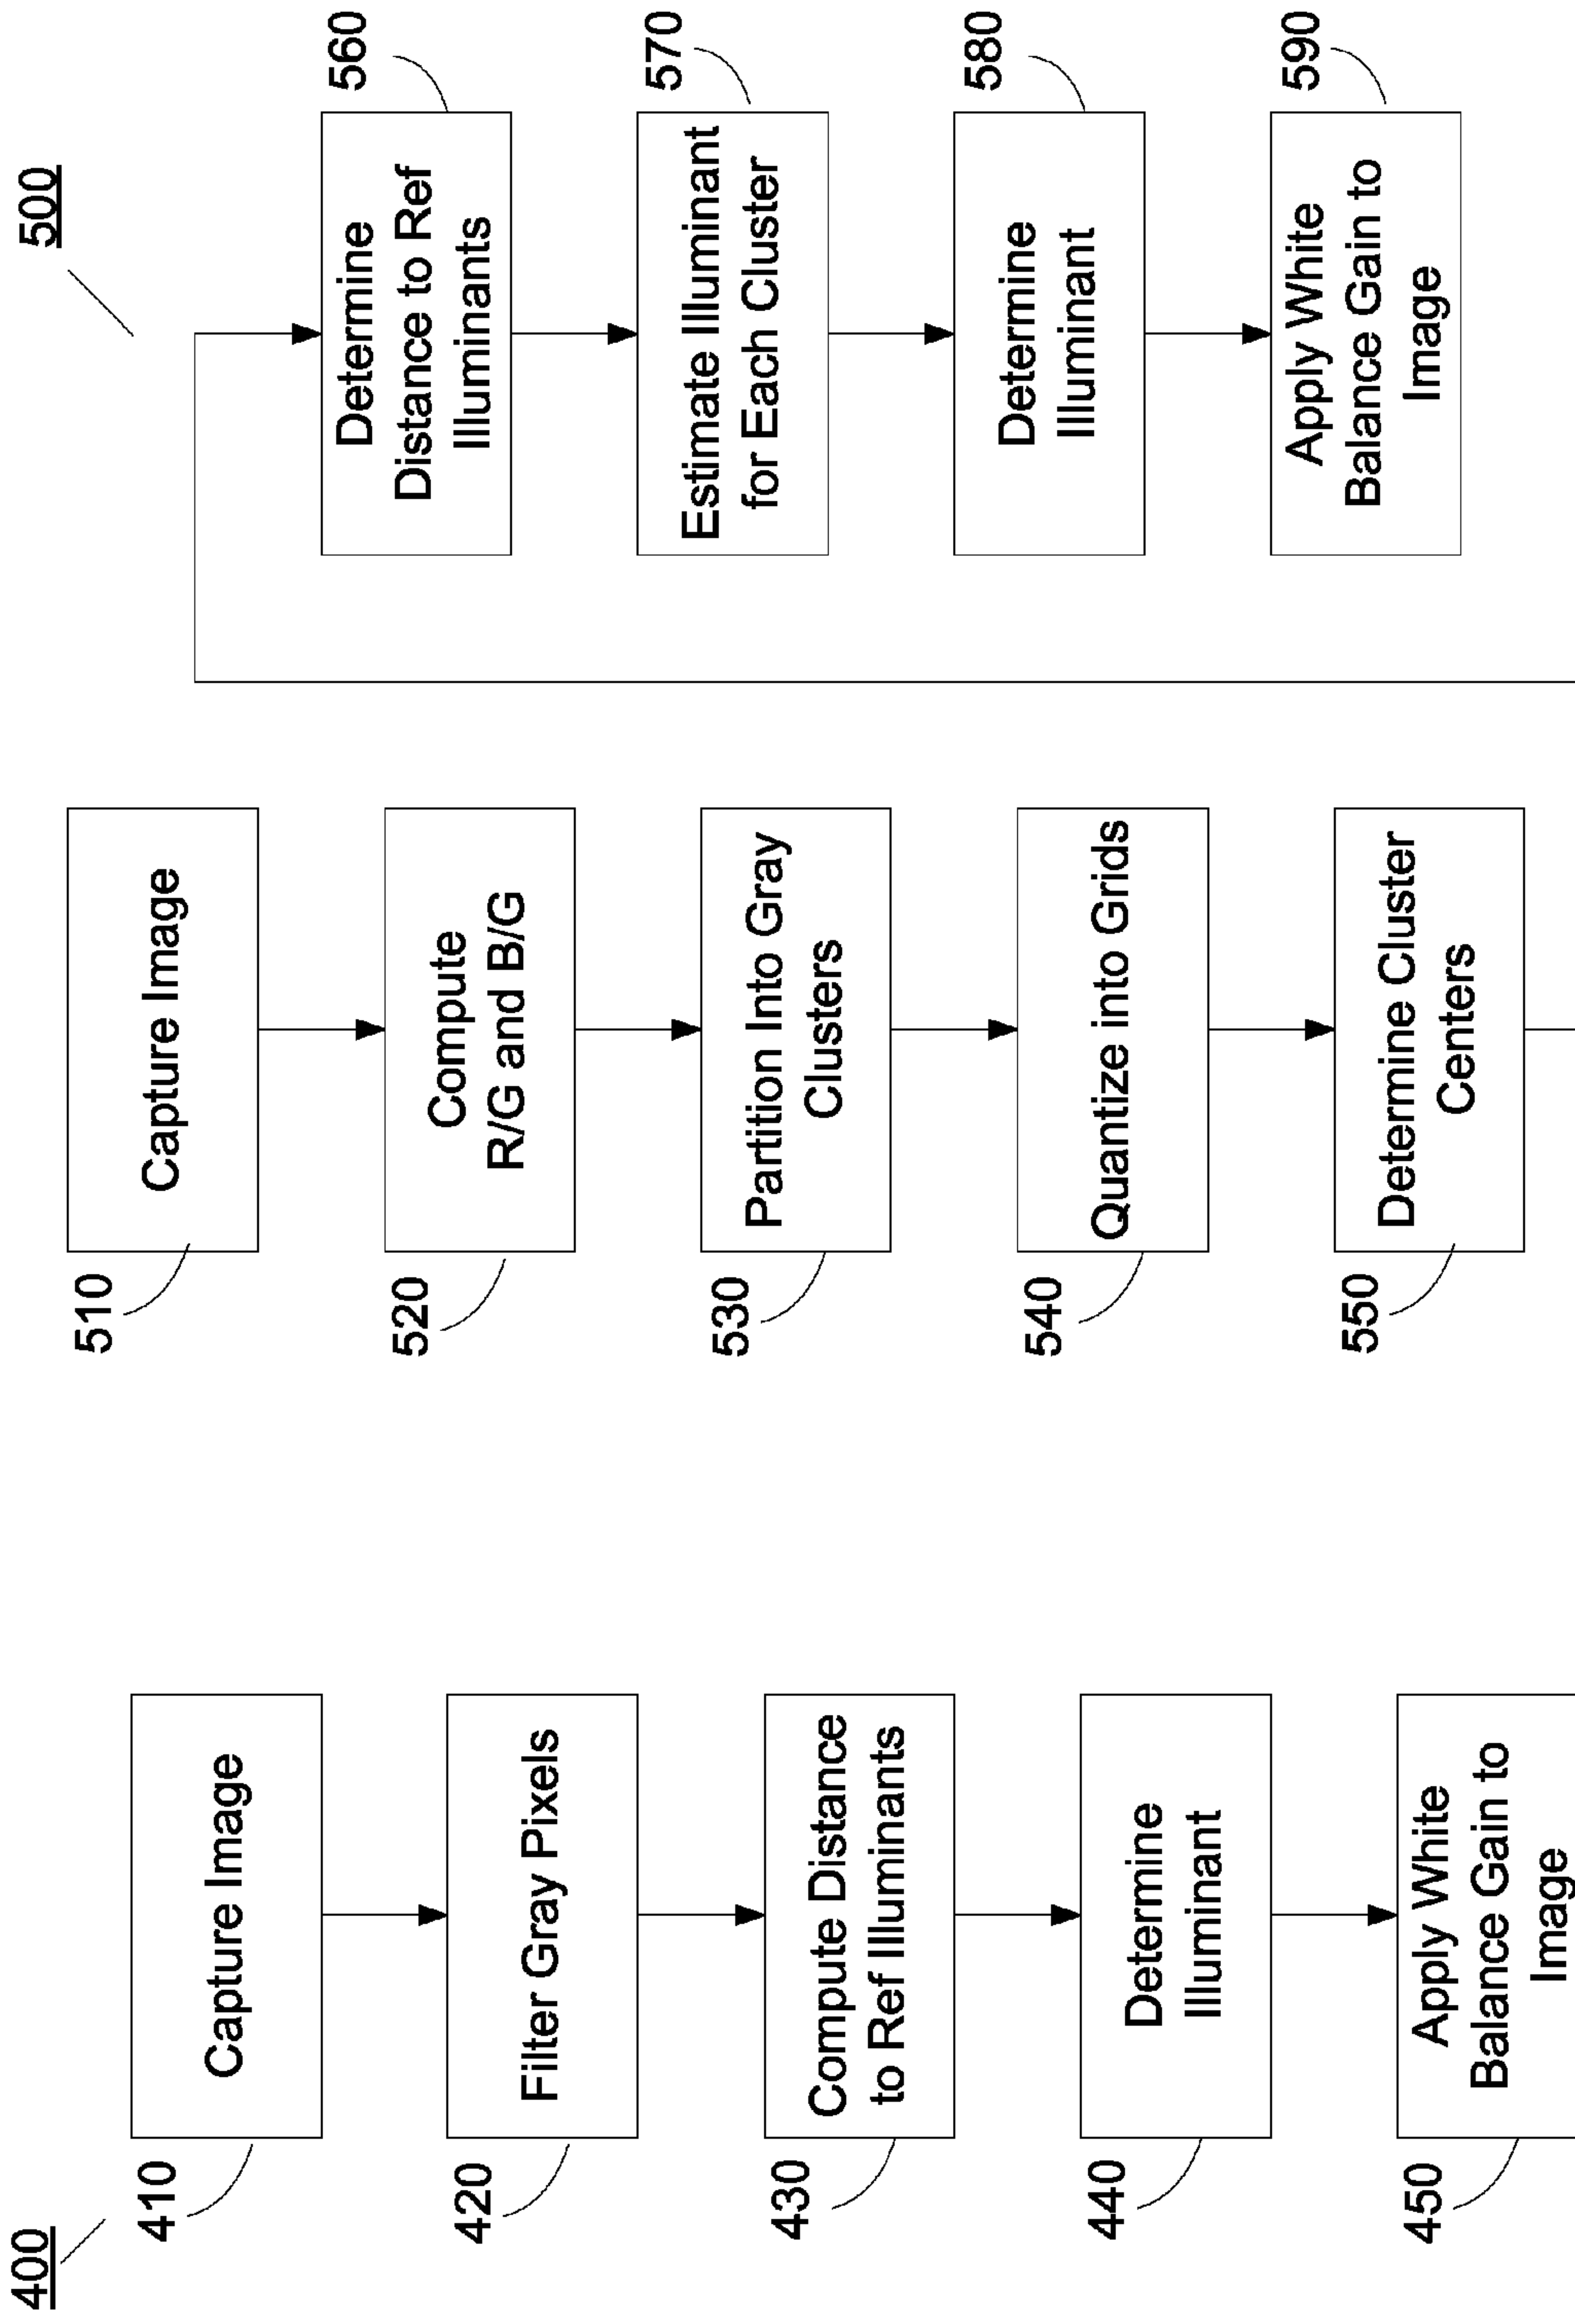 400
410
Capture Image
420
Filter Gray Pixels
430
Compute Distance
to Ref Illuminants
440
Determine
Illuminant
450
Apply White
Balance Gain to
Image
500
510
Capture Image
520
Compute
R/G and B/G
530
Partition Into Gray
Clusters
540
Quantize into Grids
550
Determine Cluster
Centers
560
Determine
Distance to Ref
Illuminants
570
Estimate Illuminant
for Each Cluster
580
Determine
Illuminant
590
Apply White
Balance Gain to
Image